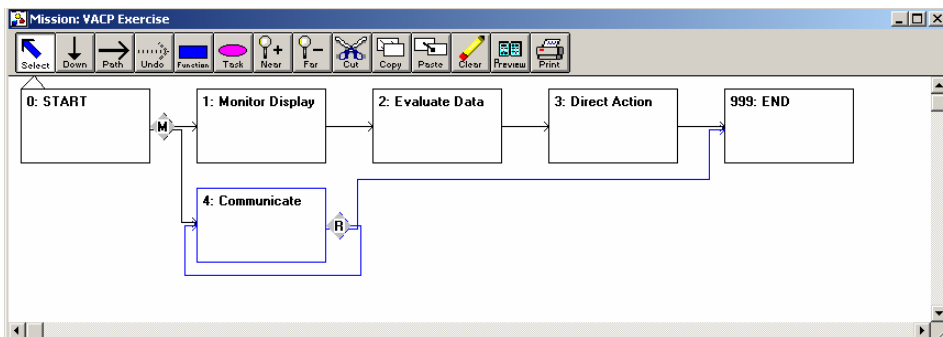 Mission: VACP Exercise
Select Down Path Undo Function Task Near Far Cut Copy Paste Clear Preview Print
0: START 1: Monitor Display 2: Evaluate Data 3: Direct Action 999: END
M
4: Communicate
R